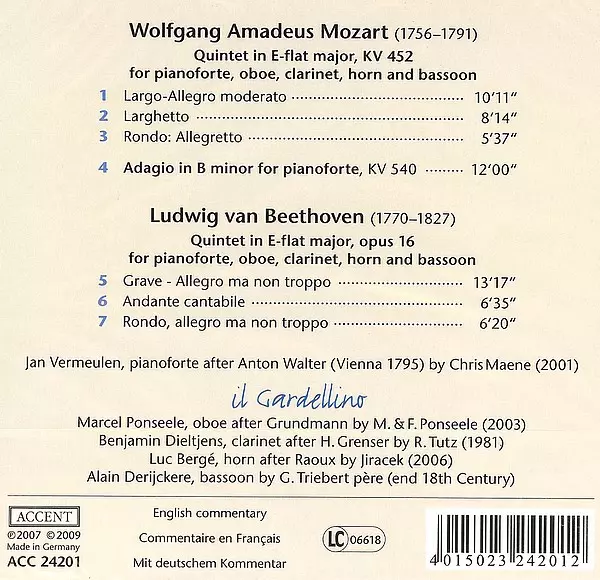 Wolfgang Amadeus Mozart (1756–1791)
Quintet in E-flat major, KV 452
for pianoforte, oboe, clarinet, horn and bassoon
1 Largo-Allegro moderato 10'11"
2 Larghetto 8'14"
3 Rondo: Allegretto 5'37"
4 Adagio in B minor for pianoforte, KV 540 12'00"
Ludwig van Beethoven (1770–1827)
Quintet in E-flat major, opus 16
for pianoforte, oboe, clarinet, horn and bassoon
5 Grave - Allegro ma non troppo 13'17"
6 Andante cantabile 6'35"
7 Rondo, allegro ma non troppo 6'20"
Jan Vermeulen, pianoforte after Anton Walter (Vienna 1795) by Chris Maene (2001)
il Gardellino
Marcel Ponseele, oboe after Grundmann by M. & F. Ponseele (2003)
Benjamin Dieltjens, clarinet after H. Grenser by R. Tutz (1981)
Luc Bergé, horn after Raoux by Jiracek (2006)
Alain Derijckere, bassoon by G. Triebert père (end 18th Century)
ACCENT
℗2007 ©2009
Made in Germany
ACC 24201
English commentary
Commentaire en Français
Mit deutschem Kommentar
LC 06618
4 015023 242012